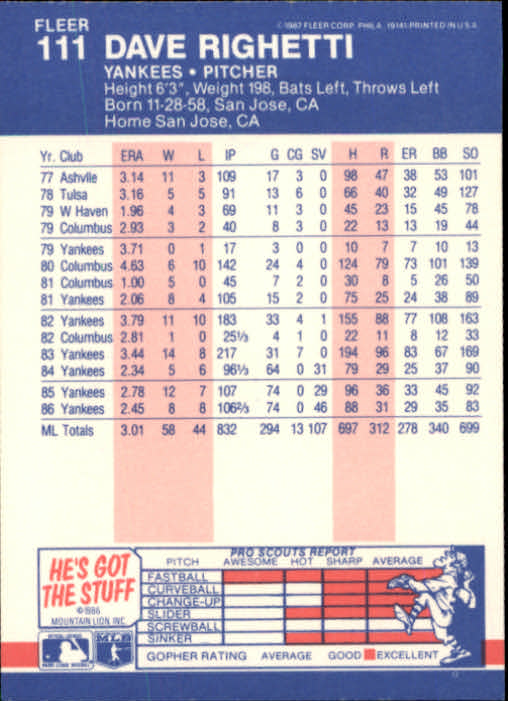 FLEER
©1987 FLEER CORP. PHILA. 19141 PRINTED IN U.S.A.
111 DAVE RIGHETTI
YANKEES • PITCHER
Height 6'3", Weight 198, Bats Left, Throws Left
Born 11-28-58, San Jose, CA
Home San Jose, CA
Yr. Club ERA W L IP G CG SV H R ER BB SO
77 Ashvlle 3.14 11 3 109 17 3 0 98 47 38 53 101
78 Tulsa 3.16 5 5 91 13 6 0 66 40 32 49 127
79 W Haven 1.96 4 3 69 11 3 0 45 23 15 45 78
79 Columbus 2.93 3 2 40 8 3 0 22 13 13 19 44
79 Yankees 3.71 0 1 17 3 0 0 10 7 7 10 13
80 Columbus 4.63 6 10 142 24 4 0 124 79 73 101 139
81 Columbus 1.00 5 0 45 7 2 0 30 8 5 26 50
81 Yankees 2.06 8 4 105 15 2 0 75 25 24 38 89
82 Yankees 3.79 11 10 183 33 4 1 155 88 77 108 163
82 Columbus 2.81 1 0 25⅓ 4 1 0 22 11 8 12 33
83 Yankees 3.44 14 8 217 31 7 0 194 96 83 67 169
84 Yankees 2.34 5 6 96⅓ 64 0 31 79 29 25 37 90
85 Yankees 2.78 12 7 107 74 0 29 96 36 33 45 92
86 Yankees 2.45 8 8 106⅔ 74 0 46 88 31 29 35 83
ML Totals 3.01 58 44 832 294 13 107 697 312 278 340 699
HE'S GOT
THE STUFF
©1986
MOUNTAIN LION, INC.
MLB
PRO SCOUTS REPORT
PITCH AWESOME HOT SHARP AVERAGE
FASTBALL
CURVEBALL
CHANGE-UP
SLIDER
SCREWBALL
SINKER
GOPHER RATING AVERAGE GOOD EXCELLENT